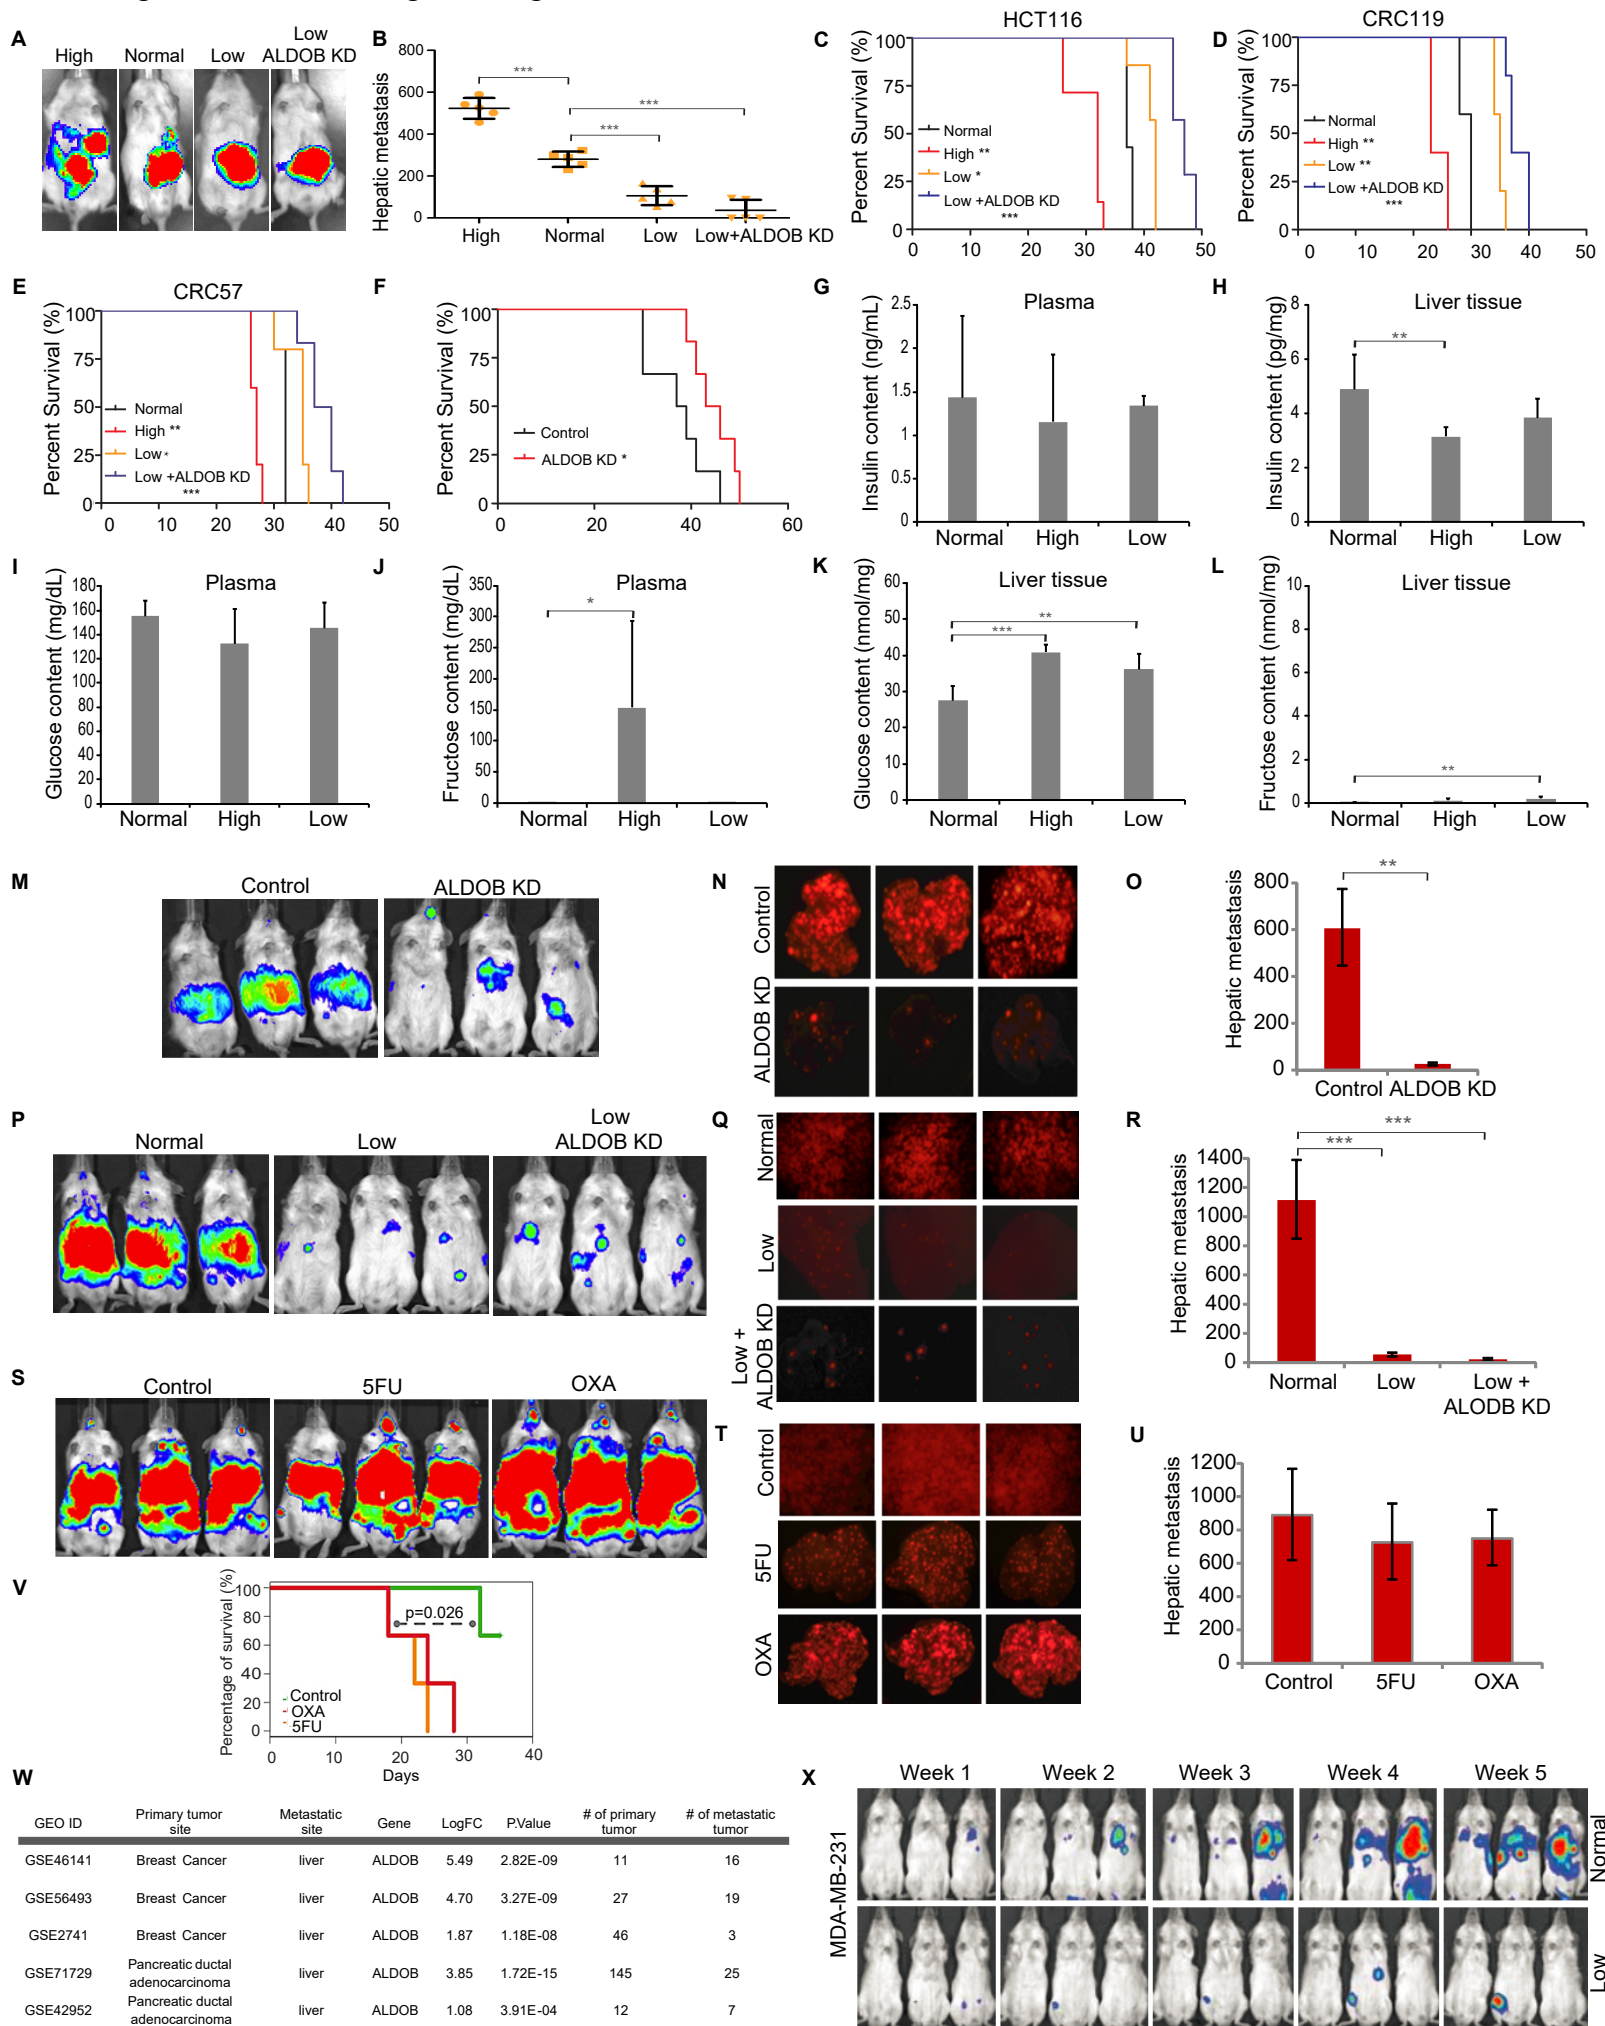 A
High
Normal
Low
Low
ALDOB KD
B
Hepatic metastasis
800
600
400
200
0
***
***
***
High
Normal
Low
Low+ALDOB KD
C
HCT116
Percent Survival (%)
100
75
50
25
0
Normal
High **
Low *
Low +ALDOB KD
***
0
10
20
30
40
50
D
CRC119
Percent Survival (%)
100
75
50
25
0
Normal
High **
Low **
Low +ALDOB KD
***
0
10
20
30
40
50
E
CRC57
Percent Survival (%)
100
75
50
25
0
Normal
High **
Low *
Low +ALDOB KD
***
0
10
20
30
40
50
F
Percent Survival (%)
100
75
50
25
0
Control
ALDOB KD *
0
20
40
60
G
Plasma
Insulin content (ng/mL)
2.5
2
1.5
1
0.5
0
Normal
High
Low
H
Liver tissue
Insulin content (pg/mg)
8
6
4
2
0
**
Normal
High
Low
I
Plasma
Glucose content (mg/dL)
180
160
140
120
100
80
60
40
20
0
Normal
High
Low
J
Plasma
Fructose content (mg/dL)
350
300
250
200
150
100
50
0
*
Normal
High
Low
K
Liver tissue
Glucose content (nmol/mg)
60
50
40
30
20
10
0
**
***
Normal
High
Low
L
Liver tissue
Fructose content (nmol/mg)
10
8
6
4
2
0
**
Normal
High
Low
M
Control
ALDOB KD
N
Control
ALDOB KD
O
Hepatic metastasis
800
600
400
200
0
**
Control ALDOB KD
P
Normal
Low
Low
ALDOB KD
Q
Normal
Low
Low +
ALDOB KD
R
Hepatic metastasis
1400
1200
1000
800
600
400
200
0
***
***
Normal
Low
Low +
ALODB KD
S
Control
5FU
OXA
T
Control
5FU
OXA
U
Hepatic metastasis
1200
1000
800
600
400
200
0
Control
5FU
OXA
V
Percentage of survival (%)
100
80
60
40
20
0
p=0.026
Control
OXA
5FU
0
10
20
30
40
Days
W
GEO ID Primary tumor site Metastatic site Gene LogFC P.Value # of primary tumor # of metastatic tumor
GSE46141 Breast Cancer liver ALDOB 5.49 2.82E-09 11 16
GSE56493 Breast Cancer liver ALDOB 4.70 3.27E-09 27 19
GSE2741 Breast Cancer liver ALDOB 1.87 1.18E-08 46 3
GSE71729 Pancreatic ductal adenocarcinoma liver ALDOB 3.85 1.72E-15 145 25
GSE42952 Pancreatic ductal adenocarcinoma liver ALDOB 1.08 3.91E-04 12 7
X
Week 1
Week 2
Week 3
Week 4
Week 5
MDA-MB-231
Normal
Low